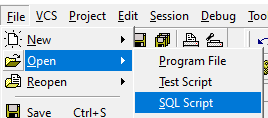 File VCS Project Edit Session Debug
New
Open
Program File
Reopen
Test Script
SQL Script
Save Ctrl+S